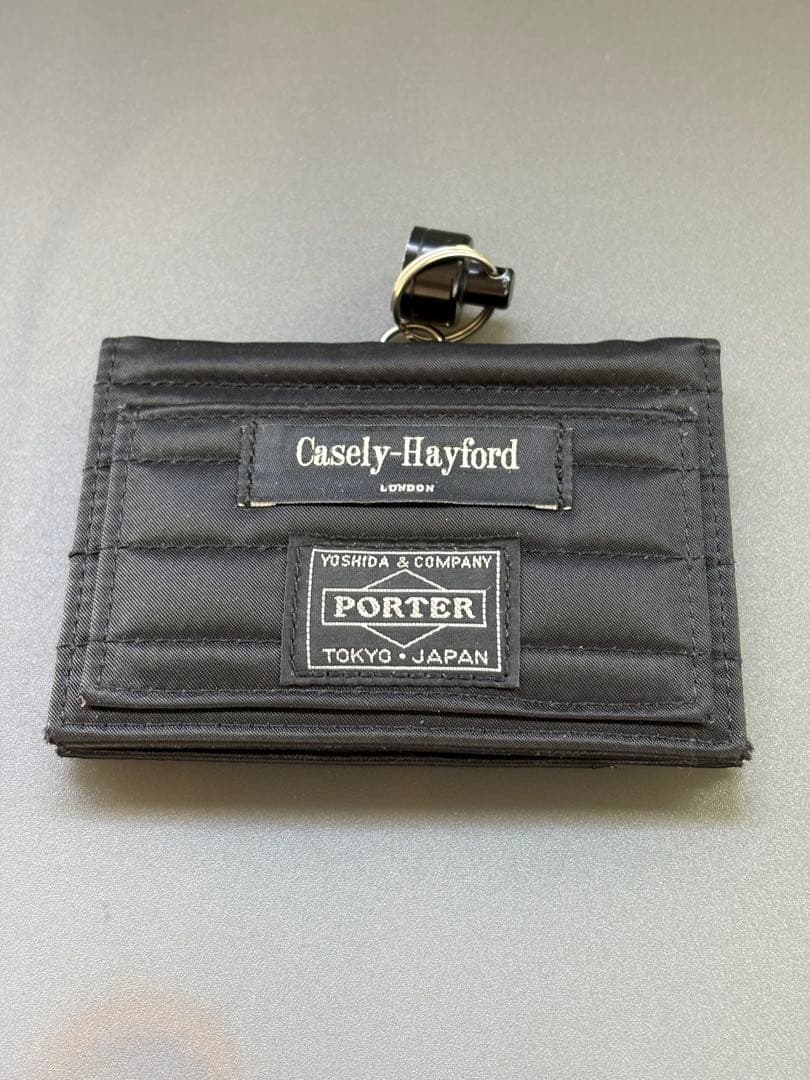 Casely-Hayford
LONDON
YOSHIDA & COMPANY
PORTER
TOKYO・JAPAN